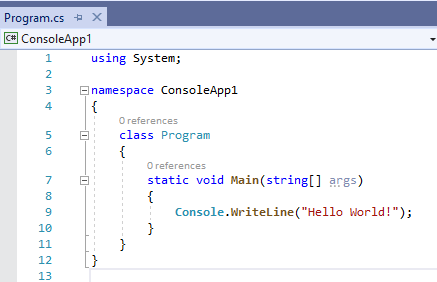 Program.cs
C# ConsoleApp1
1 using System;
2
3 namespace ConsoleApp1
4 {
0 references
5 class Program
6 {
0 references
7 static void Main(string[] args)
8 {
9 Console.WriteLine("Hello World!");
10 }
11 }
12 }
13